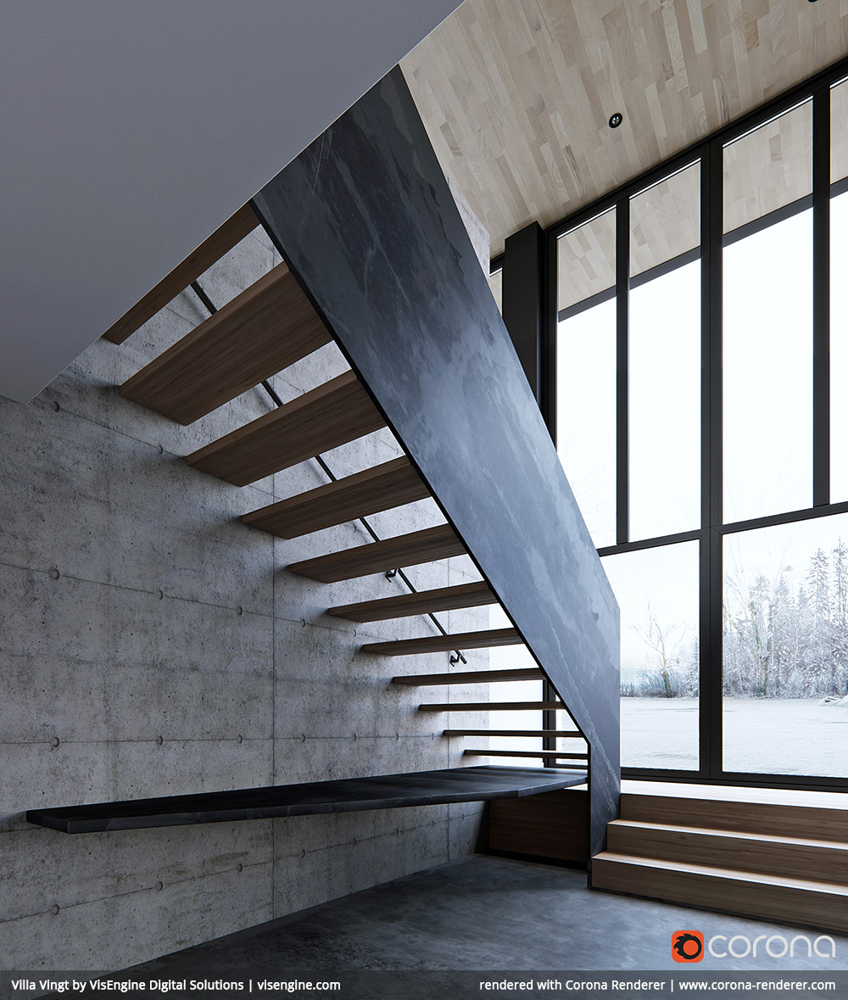 corona
Villa Vingt by VisEngine Digital Solutions | visengine.com
rendered with Corona Renderer | www.corona-renderer.com